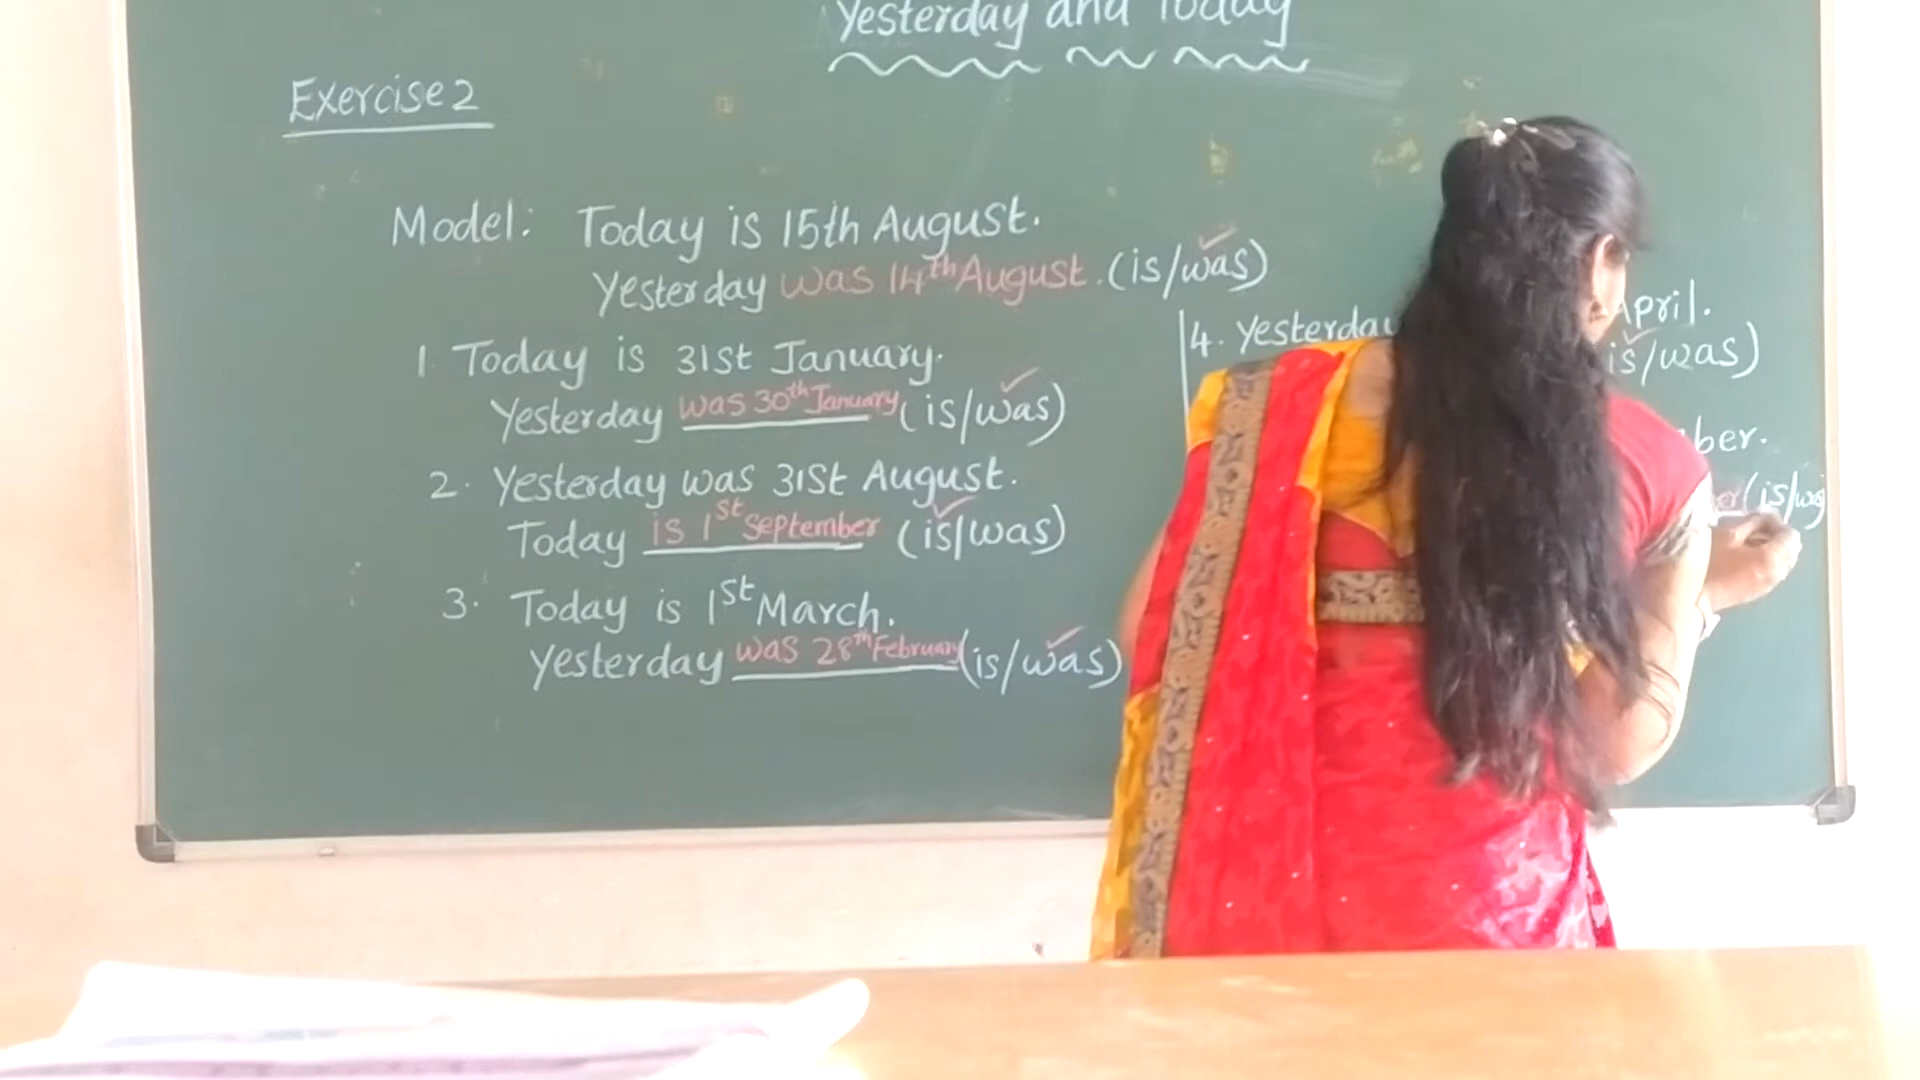 Yesterday and Today
Exercise 2
Model: Today is 15th August.
Yesterday was 14th August. (is/was)
1. Today is 31st January.
Yesterday was 30th January (is/was)
2. Yesterday was 31st August.
Today is 1st September (is/was)
3. Today is 1st March.
Yesterday was 28th February (is/was)
4. Yesterday April.
is/was)
(is/was